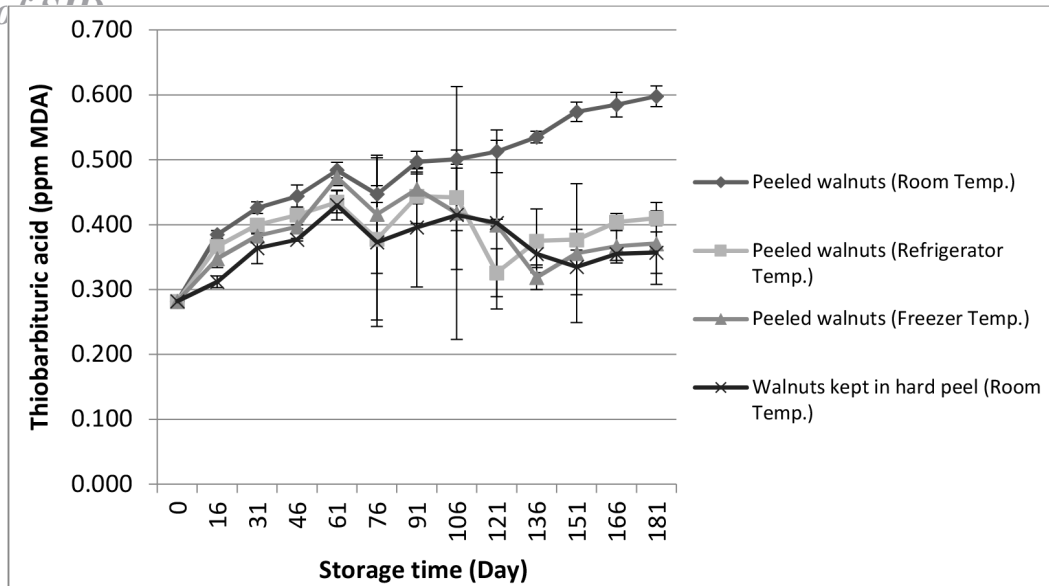 0.700
0.600
0.500
0.400
0.300
0.200
0.100
0.000
Thiobarbituric acid (ppm MDA)
0 16 31 46 61 76 91 106 121 136 151 166 181
Storage time (Day)
Peeled walnuts (Room Temp.)
Peeled walnuts (Refrigerator
Temp.)
Peeled walnuts (Freezer Temp.)
Walnuts kept in hard peel (Room
Temp.)